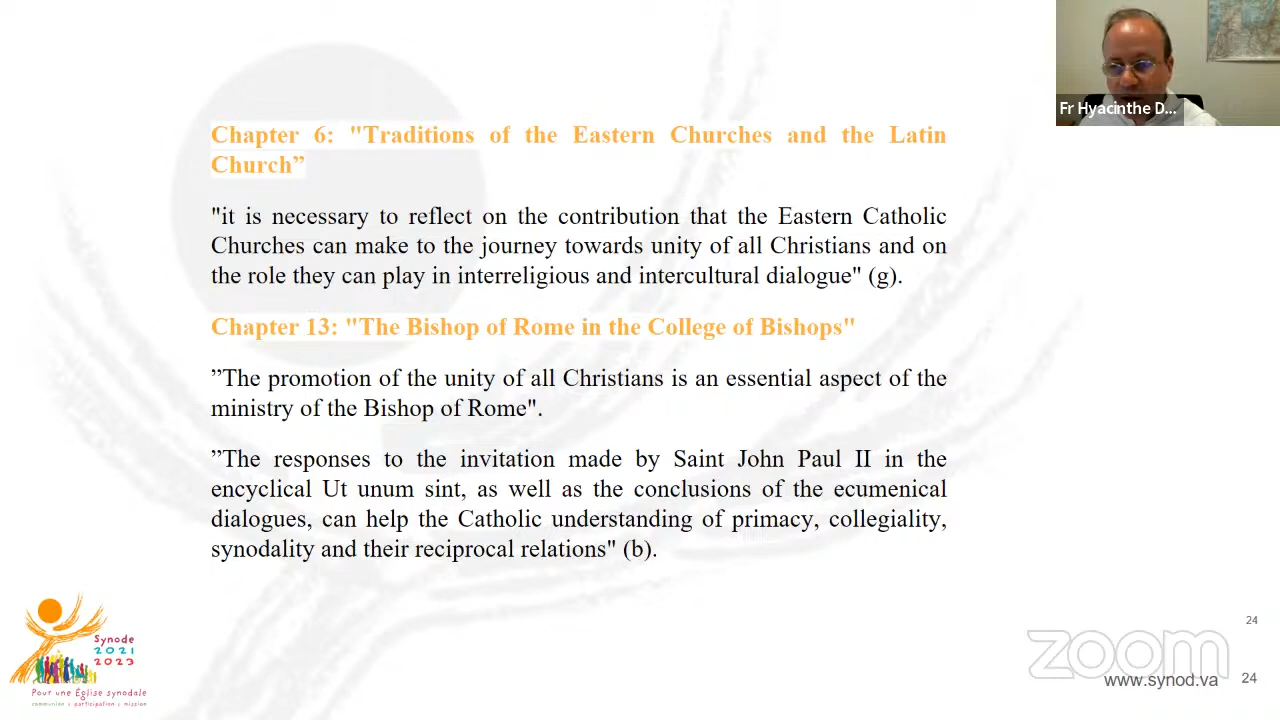 Fr Hyacinthe D...
Chapter 6: "Traditions of the Eastern Churches and the Latin
Church”
"it is necessary to reflect on the contribution that the Eastern Catholic
Churches can make to the journey towards unity of all Christians and on
the role they can play in interreligious and intercultural dialogue" (g).
Chapter 13: "The Bishop of Rome in the College of Bishops"
”The promotion of the unity of all Christians is an essential aspect of the
ministry of the Bishop of Rome".
”The responses to the invitation made by Saint John Paul II in the
encyclical Ut unum sint, as well as the conclusions of the ecumenical
dialogues, can help the Catholic understanding of primacy, collegiality,
synodality and their reciprocal relations" (b).
Synode
2021
2023
Pour une Église synodale
communion | participation | mission
24
zoom
www.synod.va
24